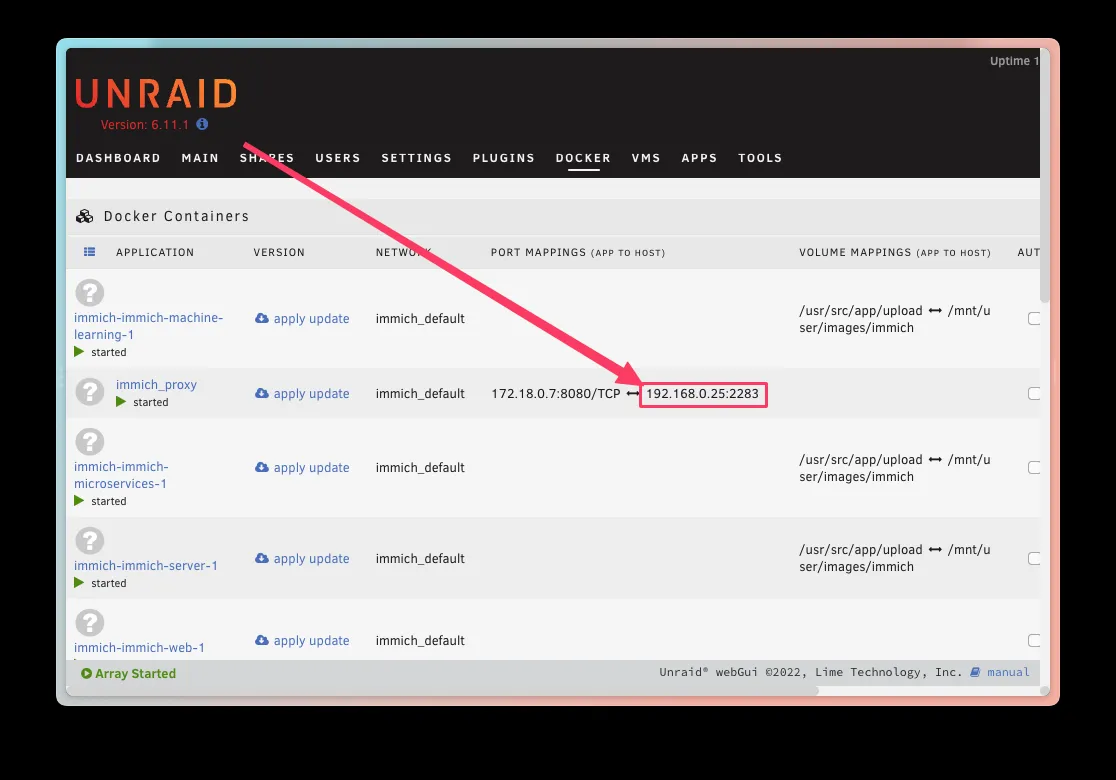 Uptime 1
UNRAID
Version: 6.11.1
DASHBOARD MAIN SHARES USERS SETTINGS PLUGINS DOCKER VMS APPS TOOLS
Docker Containers
APPLICATION VERSION NETWORK PORT MAPPINGS (APP TO HOST) VOLUME MAPPINGS (APP TO HOST) AUT
immich-immich-machine-
learning-1
started
apply update
immich_default
/usr/src/app/upload ↔ /mnt/u
ser/images/immich
immich_proxy
started
apply update
immich_default
172.18.0.7:8080/TCP ↔ 192.168.0.25:2283
immich-immich-
microservices-1
started
apply update
immich_default
/usr/src/app/upload ↔ /mnt/u
ser/images/immich
immich-immich-server-1
started
apply update
immich_default
/usr/src/app/upload ↔ /mnt/u
ser/images/immich
immich-immich-web-1
apply update
immich_default
Array Started
Unraid® webGui ©2022, Lime Technology, Inc. manual